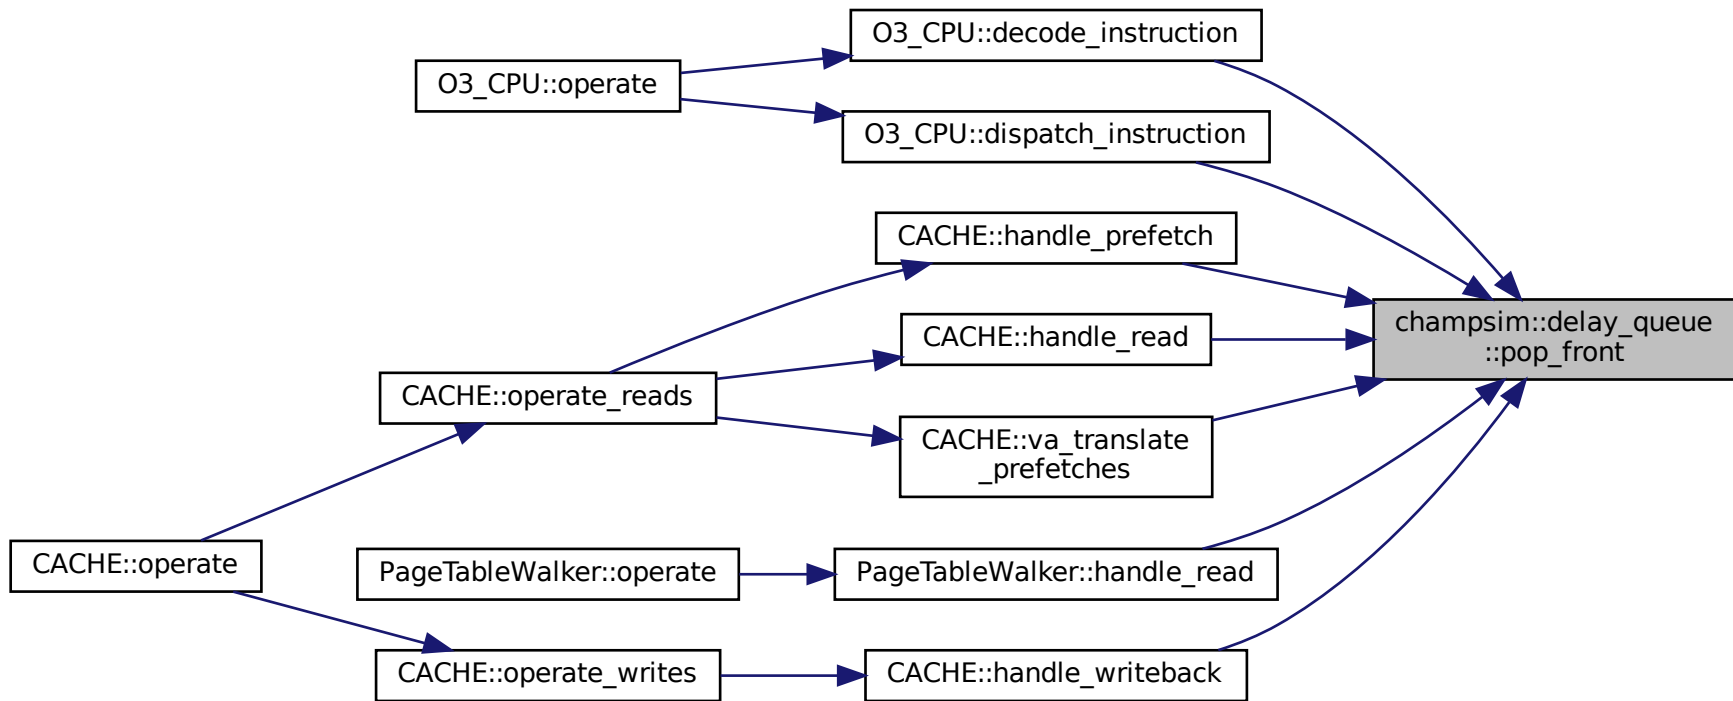 O3_CPU::decode_instruction
O3_CPU::operate
O3_CPU::dispatch_instruction
CACHE::handle_prefetch
champsim::delay_queue
::pop_front
CACHE::handle_read
CACHE::operate_reads
CACHE::va_translate
_prefetches
CACHE::operate
PageTableWalker::operate
PageTableWalker::handle_read
CACHE::operate_writes
CACHE::handle_writeback